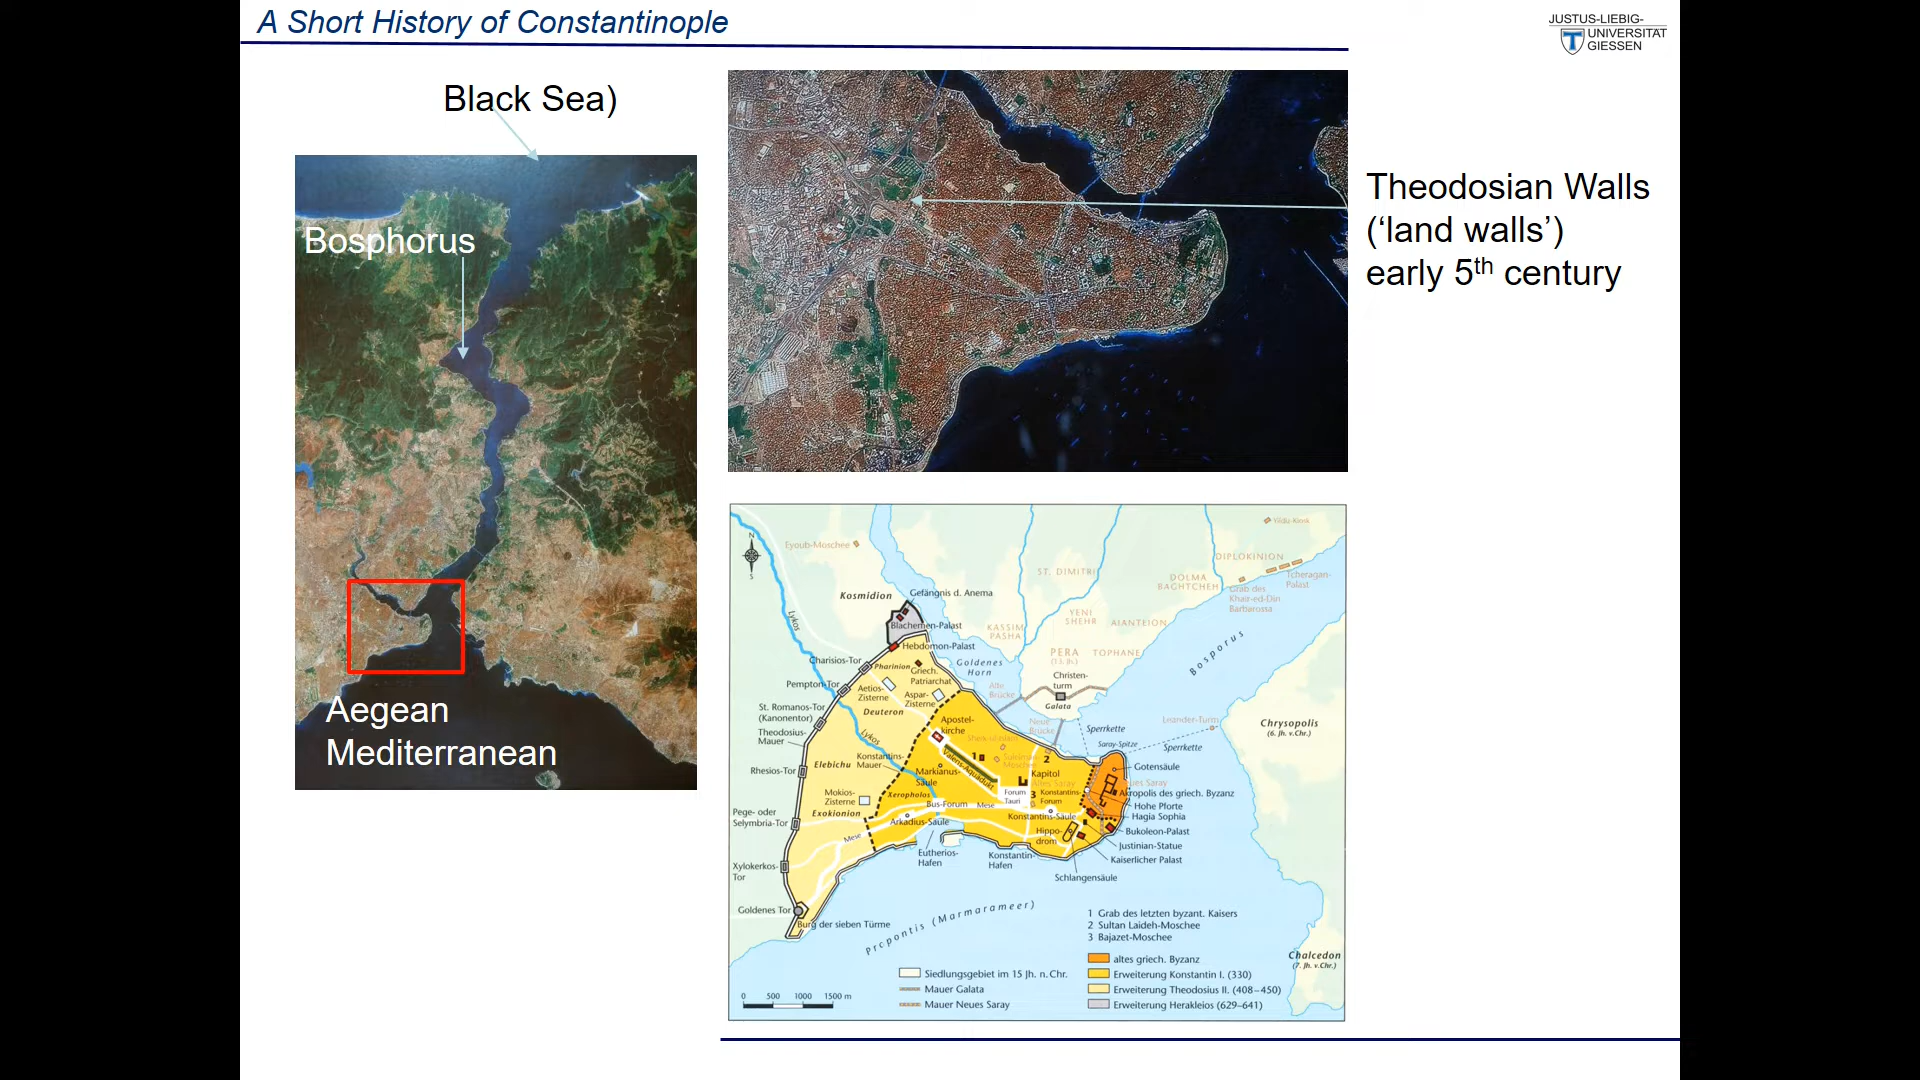 A Short History of Constantinople
JUSTUS-LIEBIG-
UNIVERSITAT
GIESSEN
Black Sea)
Bosphorus
Aegean
Mediterranean
Theodosian Walls
(‘land walls’)
early 5th century
N
S
Eyoub-Moschee
Yildiz Kiosk
DIPLOKINION
Tcheragan-
Palast
ST. DIMITRI
DOLMA
BAGHTCHEH
Grab des
Khair-ed-Din
Barbarossa
Kosmidion
Gefängnis d. Anema
Lykos
Blachernen-Palast
KASSIM
PASHA
YENI
SHEHR
AIANTEION
Hebdomon-Palast
Charisios-Tor
Pharinion
Goldenes
Horn
PERA
(13. Jh.)
TOPHANE
Bosporus
Griech.
Patriarchat
Pempton-Tor
Aetios-
Zisterne
Aspar-
Zisterne
Alte
Brücke
Christen-
turm
Galata
St. Romanos-Tor
(Kanonentor)
Deuteron
Apostel-
kirche
Neue
Brücke
Sperrkette
Leander-Turm
Chrysopolis
(6. Jh. v.Chr.)
Theodosius-
Mauer
Lykos
Saray-Spitze
Sperrkette
Konstantins-
Mauer
Valens-Aquädukt
1
2
Rhesios-Tor
Elebichu
Markianus-
Säule
Kapitol
Gotensäule
Mokios-
Zisterne
Xeropholos
Forum
Tauri
3
Konstantins-
Forum
Akropolis des griech. Byzanz
Exokionion
Bus-Forum
Mese
Hohe Pforte
Pege- oder
Selymbria-Tor
Arkadius-Säule
Konstantins-Säule
Hagia Sophia
Mese
Hippo-
drom
Bukoleon-Palast
Eutherios-
Hafen
Konstantin-
Hafen
Justinian-Statue
Kaiserlicher Palast
Xylokerkos-
Tor
Schlangensäule
Goldenes Tor
Burg der sieben Türme
Propontis (Marmarameer)
1 Grab des letzten byzant. Kaisers
2 Sultan Laideh-Moschee
3 Bajazet-Moschee
Chalcedon
(7. Jh. v.Chr.)
Siedlungsgebiet im 15 Jh. n. Chr.
Mauer Galata
Mauer Neues Saray
altes griech. Byzanz
Erweiterung Konstantin I. (330)
Erweiterung Theodosius II. (408–450)
Erweiterung Herakleios (629–641)
0 500 1000 1500 m